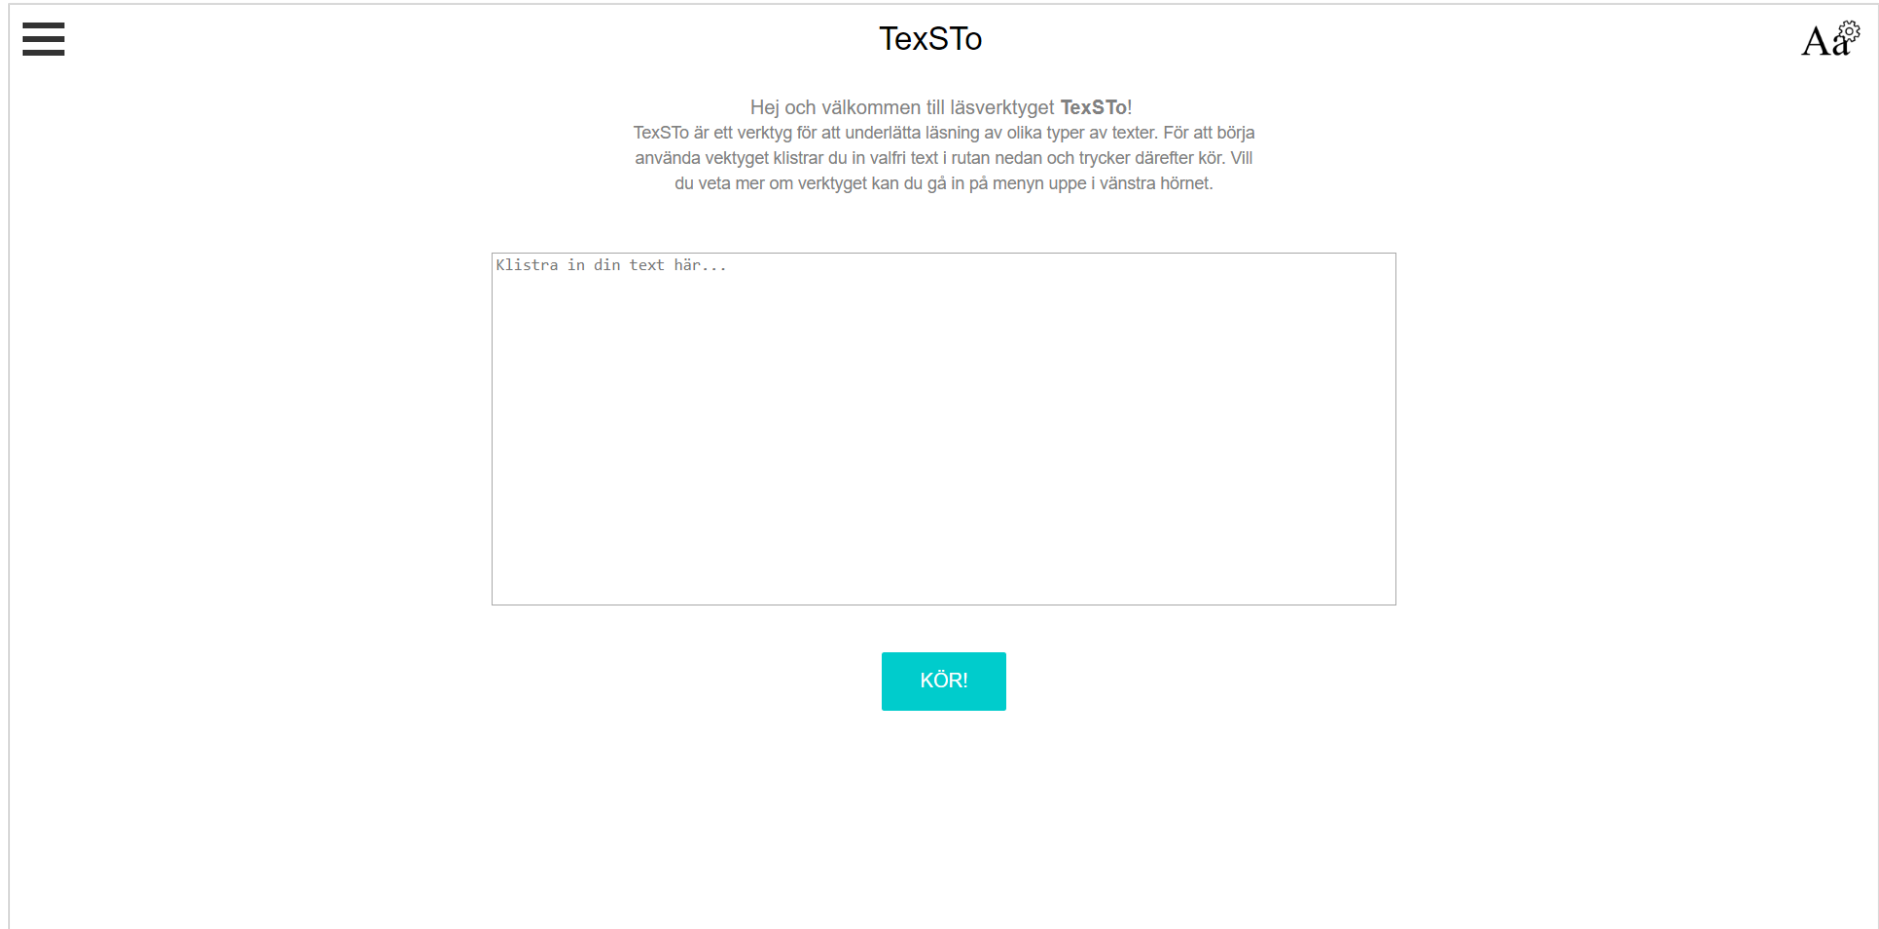 TexSTo
Aa
Hej och välkommen till läsverktyget TexSTo!
TexSTo är ett verktyg för att underlätta läsning av olika typer av texter. För att börja
använda vektyget klistrar du in valfri text i rutan nedan och trycker därefter kör. Vill
du veta mer om verktyget kan du gå in på menyn uppe i vänstra hörnet.
Klistra in din text här...
KÖR!